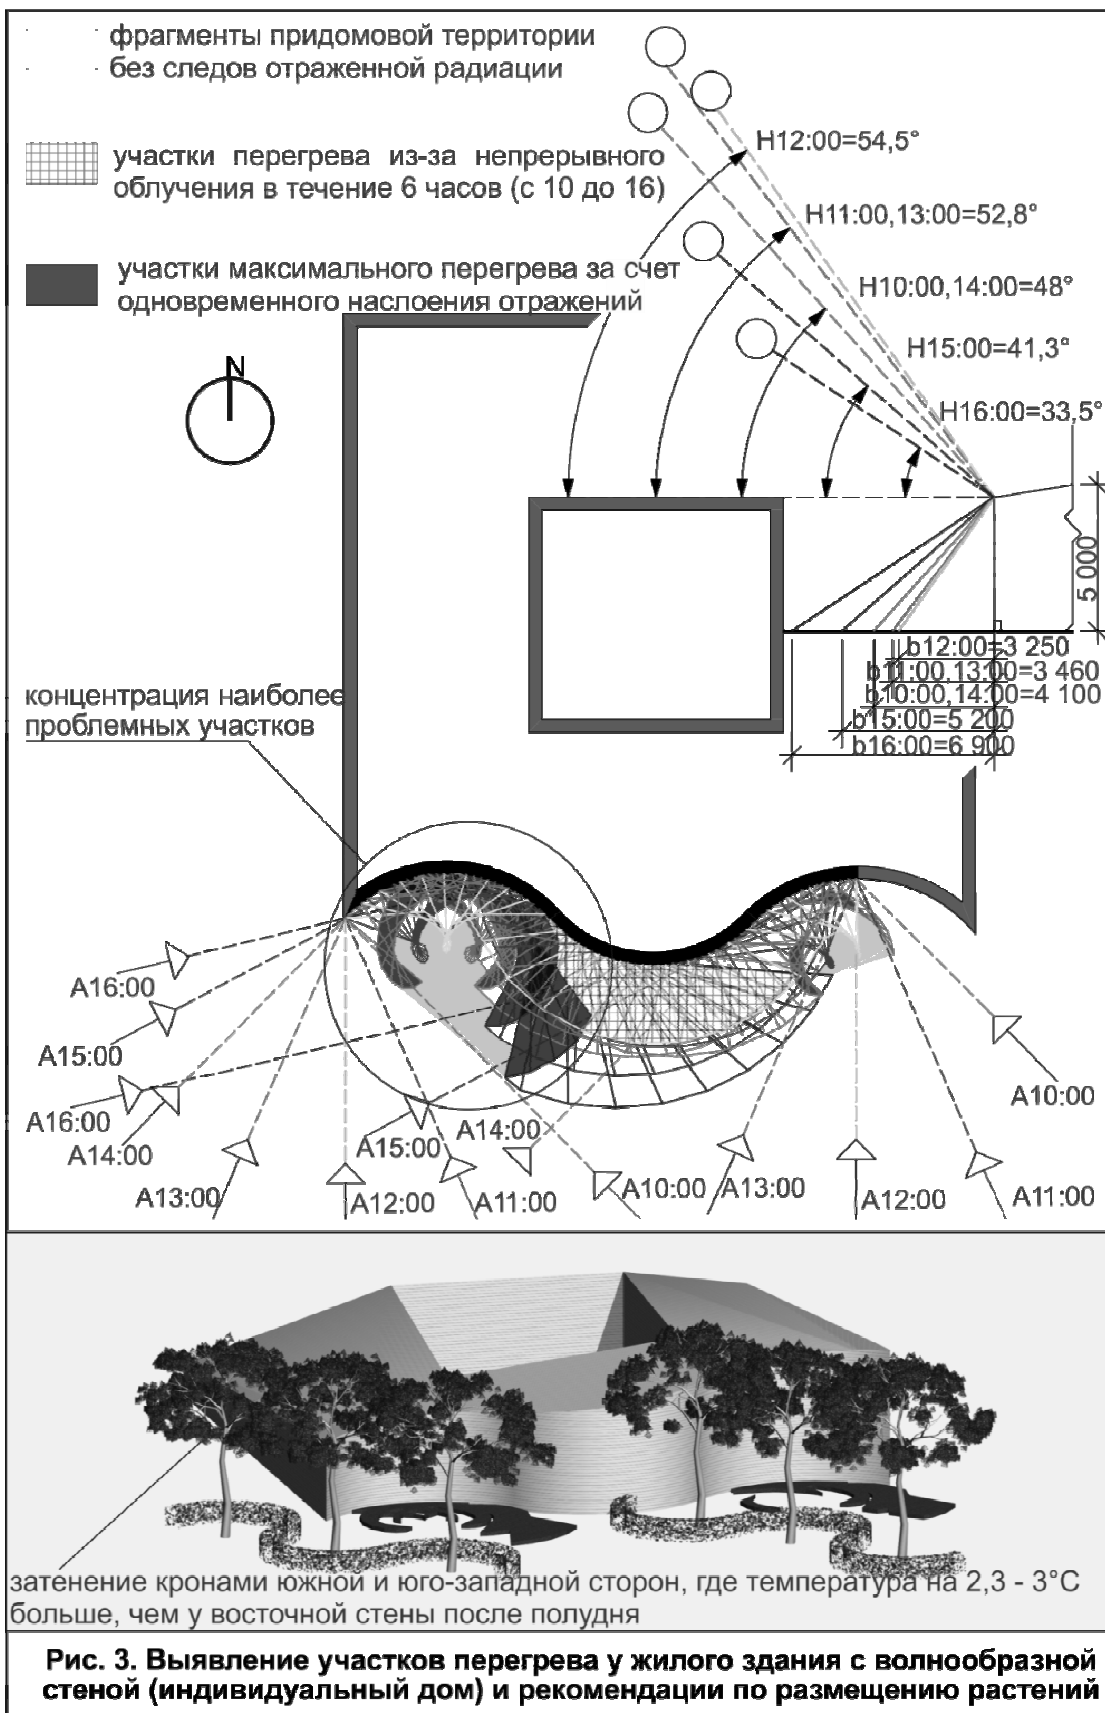 фрагменты придомовой территории
без следов отраженной радиации
участки перегрева из-за непрерывного
облучения в течение 6 часов (с 10 до 16)
участки максимального перегрева за счет
одновременного наслоения отражений
N
H12:00=54,5°
H11:00,13:00=52,8°
H10:00,14:00=48°
H15:00=41,3°
H16:00=33,5°
5 000
b12:00=3 250
b11:00,13:00=3 460
b10:00,14:00=4 100
b15:00=5 200
b16:00=6 900
концентрация наиболее
проблемных участков
A16:00
A15:00
A16:00
A14:00
A13:00
A12:00
A15:00
A11:00
A14:00
A10:00
A13:00
A12:00
A11:00
A10:00
затенение кронами южной и юго-западной сторон, где температура на 2,3 - 3°С
больше, чем у восточной стены после полудня
Рис. 3. Выявление участков перегрева у жилого здания с волнообразной
стеной (индивидуальный дом) и рекомендации по размещению растений